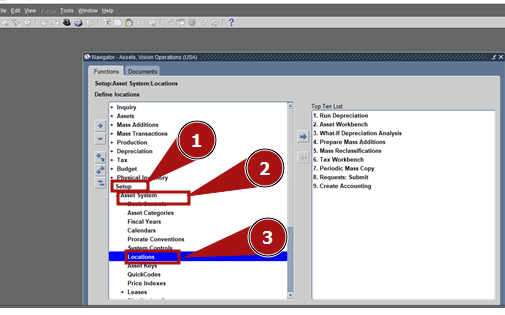 File Edit View Folder Tools Window Help
Navigator - Assets, Vision Operations (USA)
Functions Documents
Setup:Asset System:Locations
Define locations
+ Inquiry
+ Assets
+ Mass Additions
+ Mass Transactions
+ Production
+ Depreciation
+ Tax
+ Budget
+ Physical Inventory
Setup
Asset System
Asset Categories
Fiscal Years
Calendars
Prorate Conventions
System Controls
Locations
Asset Keys
QuickCodes
Price Indexes
+ Leases
1
2
3
Top Ten List
1. Run Depreciation
2. Asset Workbench
3. What-If Depreciation Analysis
4. Prepare Mass Additions
5. Mass Reclassifications
6. Tax Workbench
7. Periodic Mass Copy
8. Requests: Submit
9. Create Accounting